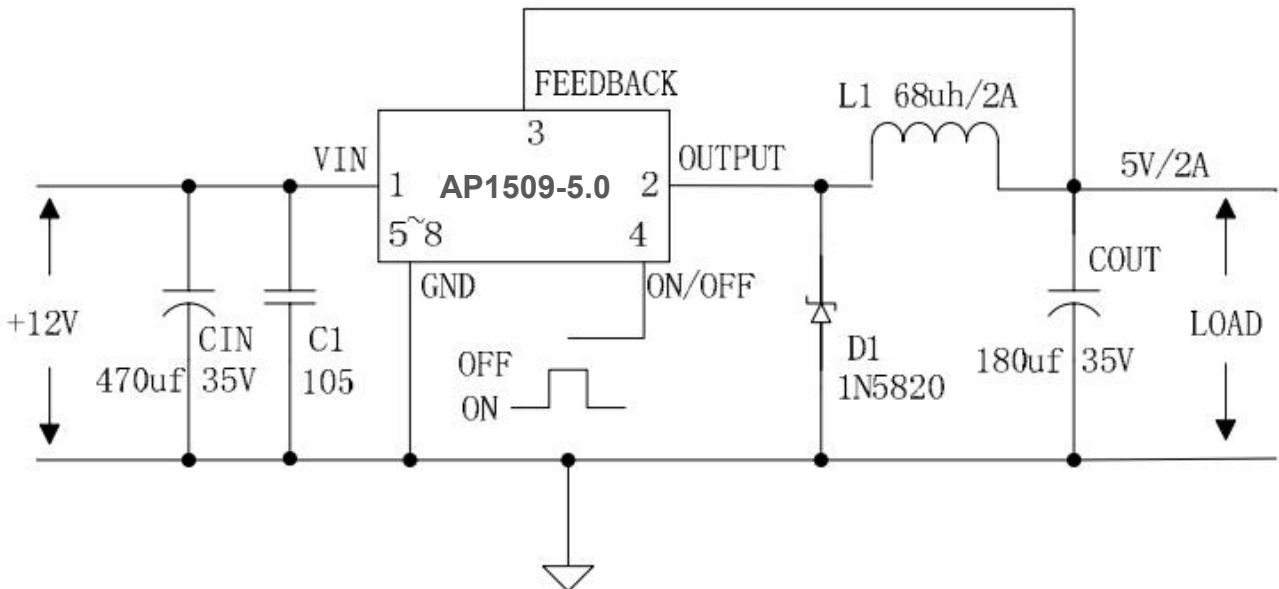 FEEDBACK
L1 68uh/2A
3
VIN
OUTPUT
5V/2A
1
AP1509-5.0
2
5~8
4
GND
ON/OFF
COUT
+12V
CIN
C1
LOAD
470uf 35V
105
OFF
ON
D1
1N5820
180uf 35V